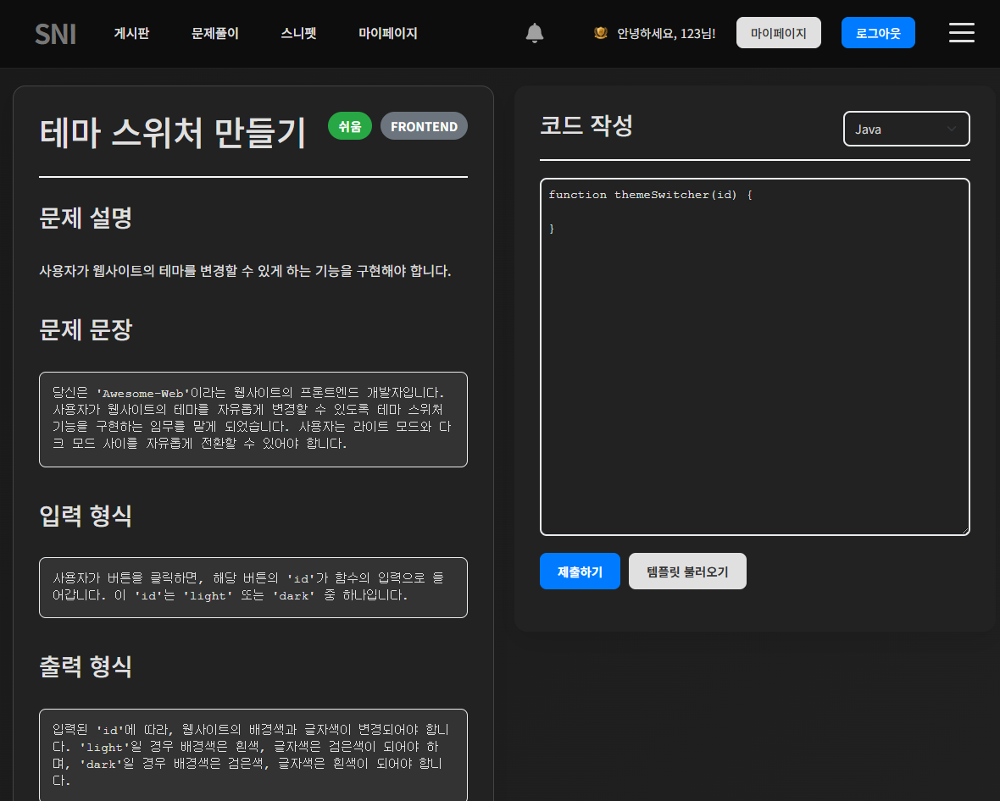 SNI 게시판 문제풀이 스니펫 마이페이지 안녕하세요, 123님! 마이페이지 로그아웃
테마 스위처 만들기 쉬움 FRONTEND
문제 설명
사용자가 웹사이트의 테마를 변경할 수 있게 하는 기능을 구현해야 합니다.
문제 문장
당신은 'Awesome-Web'이라는 웹사이트의 프론트엔드 개발자입니다.
사용자가 웹사이트의 테마를 자유롭게 변경할 수 있도록 테마 스위처
기능을 구현하는 임무를 맡게 되었습니다. 사용자는 라이트 모드와 다
크 모드 사이를 자유롭게 전환할 수 있어야 합니다.
입력 형식
사용자가 버튼을 클릭하면, 해당 버튼의 'id'가 함수의 입력으로 들
어갑니다. 이 'id'는 'light' 또는 'dark' 중 하나입니다.
출력 형식
입력된 'id'에 따라, 웹사이트의 배경색과 글자색이 변경되어야 합니
다. 'light'일 경우 배경색은 흰색, 글자색은 검은색이 되어야 하
며, 'dark'일 경우 배경색은 검은색, 글자색은 흰색이 되어야 합니
다.
코드 작성 Java
function themeSwitcher(id) {
}
제출하기 템플릿 불러오기